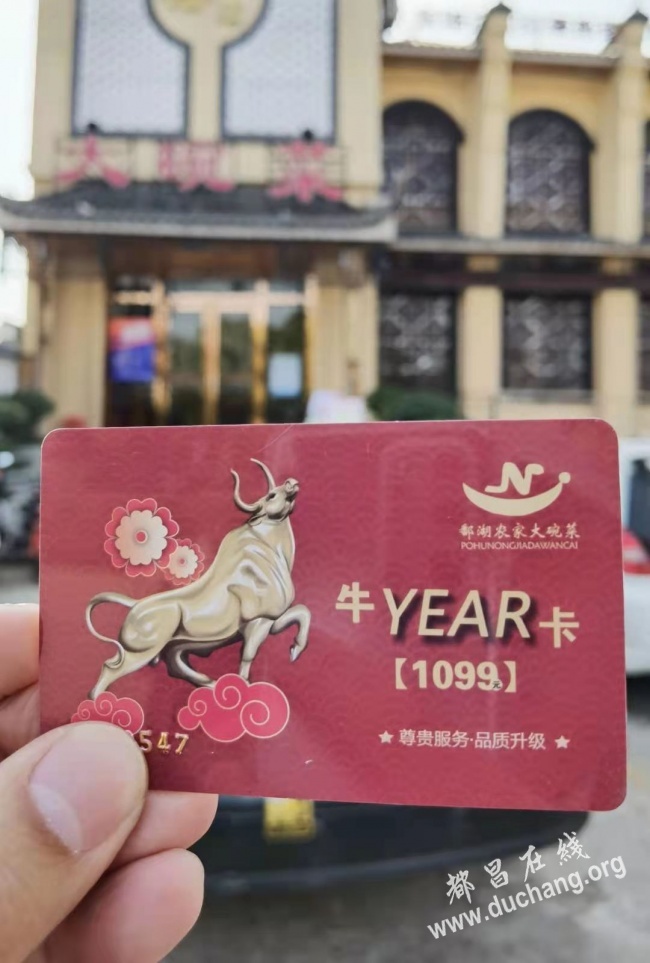 大碗菜
鄱湖农家大碗菜
POHUNONGJIADAWANCAI
牛YEAR卡
【1099元】
547
★ 尊贵服务·品质升级 ★
都昌在线
www.duchang.org